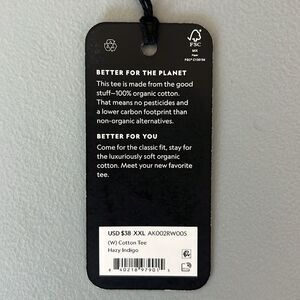 FSC
MIX
BETTER FOR THE PLANET
This tee is made from the good
stuff—100% organic cotton.
That means no pesticides and
a lower carbon footprint than
non-organic alternatives.
BETTER FOR YOU
Come for the classic fit, stay for
the luxuriously soft organic
cotton. Meet your new favorite
tee.
USD $38 XXL AK002RW00S
(W) Cotton Tee
Hazy Indigo